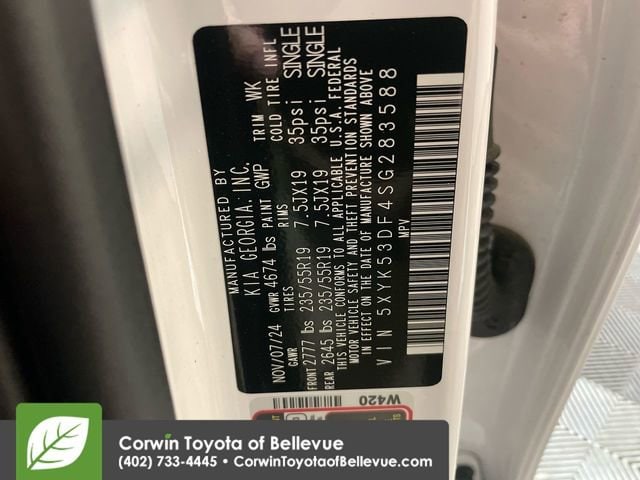 MANUFACTURED BY
KIA GEORGIA, INC.
NOV/07/24 GVWR 4674 lbs PAINT GWP TRIM WK
GAWR TIRES RIMS COLD TIRE INFL
FRONT 2777 lbs 235/55R19 7.5JX19 35psi SINGLE
REAR 2645 lbs 235/55R19 7.5JX19 35psi SINGLE
THIS VEHICLE CONFORMS TO ALL APPLICABLE U.S.A. FEDERAL
MOTOR VEHICLE SAFETY AND THEFT PREVENTION STANDARDS
IN EFFECT ON THE DATE OF MANUFACTURE SHOWN ABOVE
VIN 5XYK53DF4SG283588
MPV
W420
Corwin Toyota of Bellevue
(402) 733-4445 • CorwinToyotaofBellevue.com